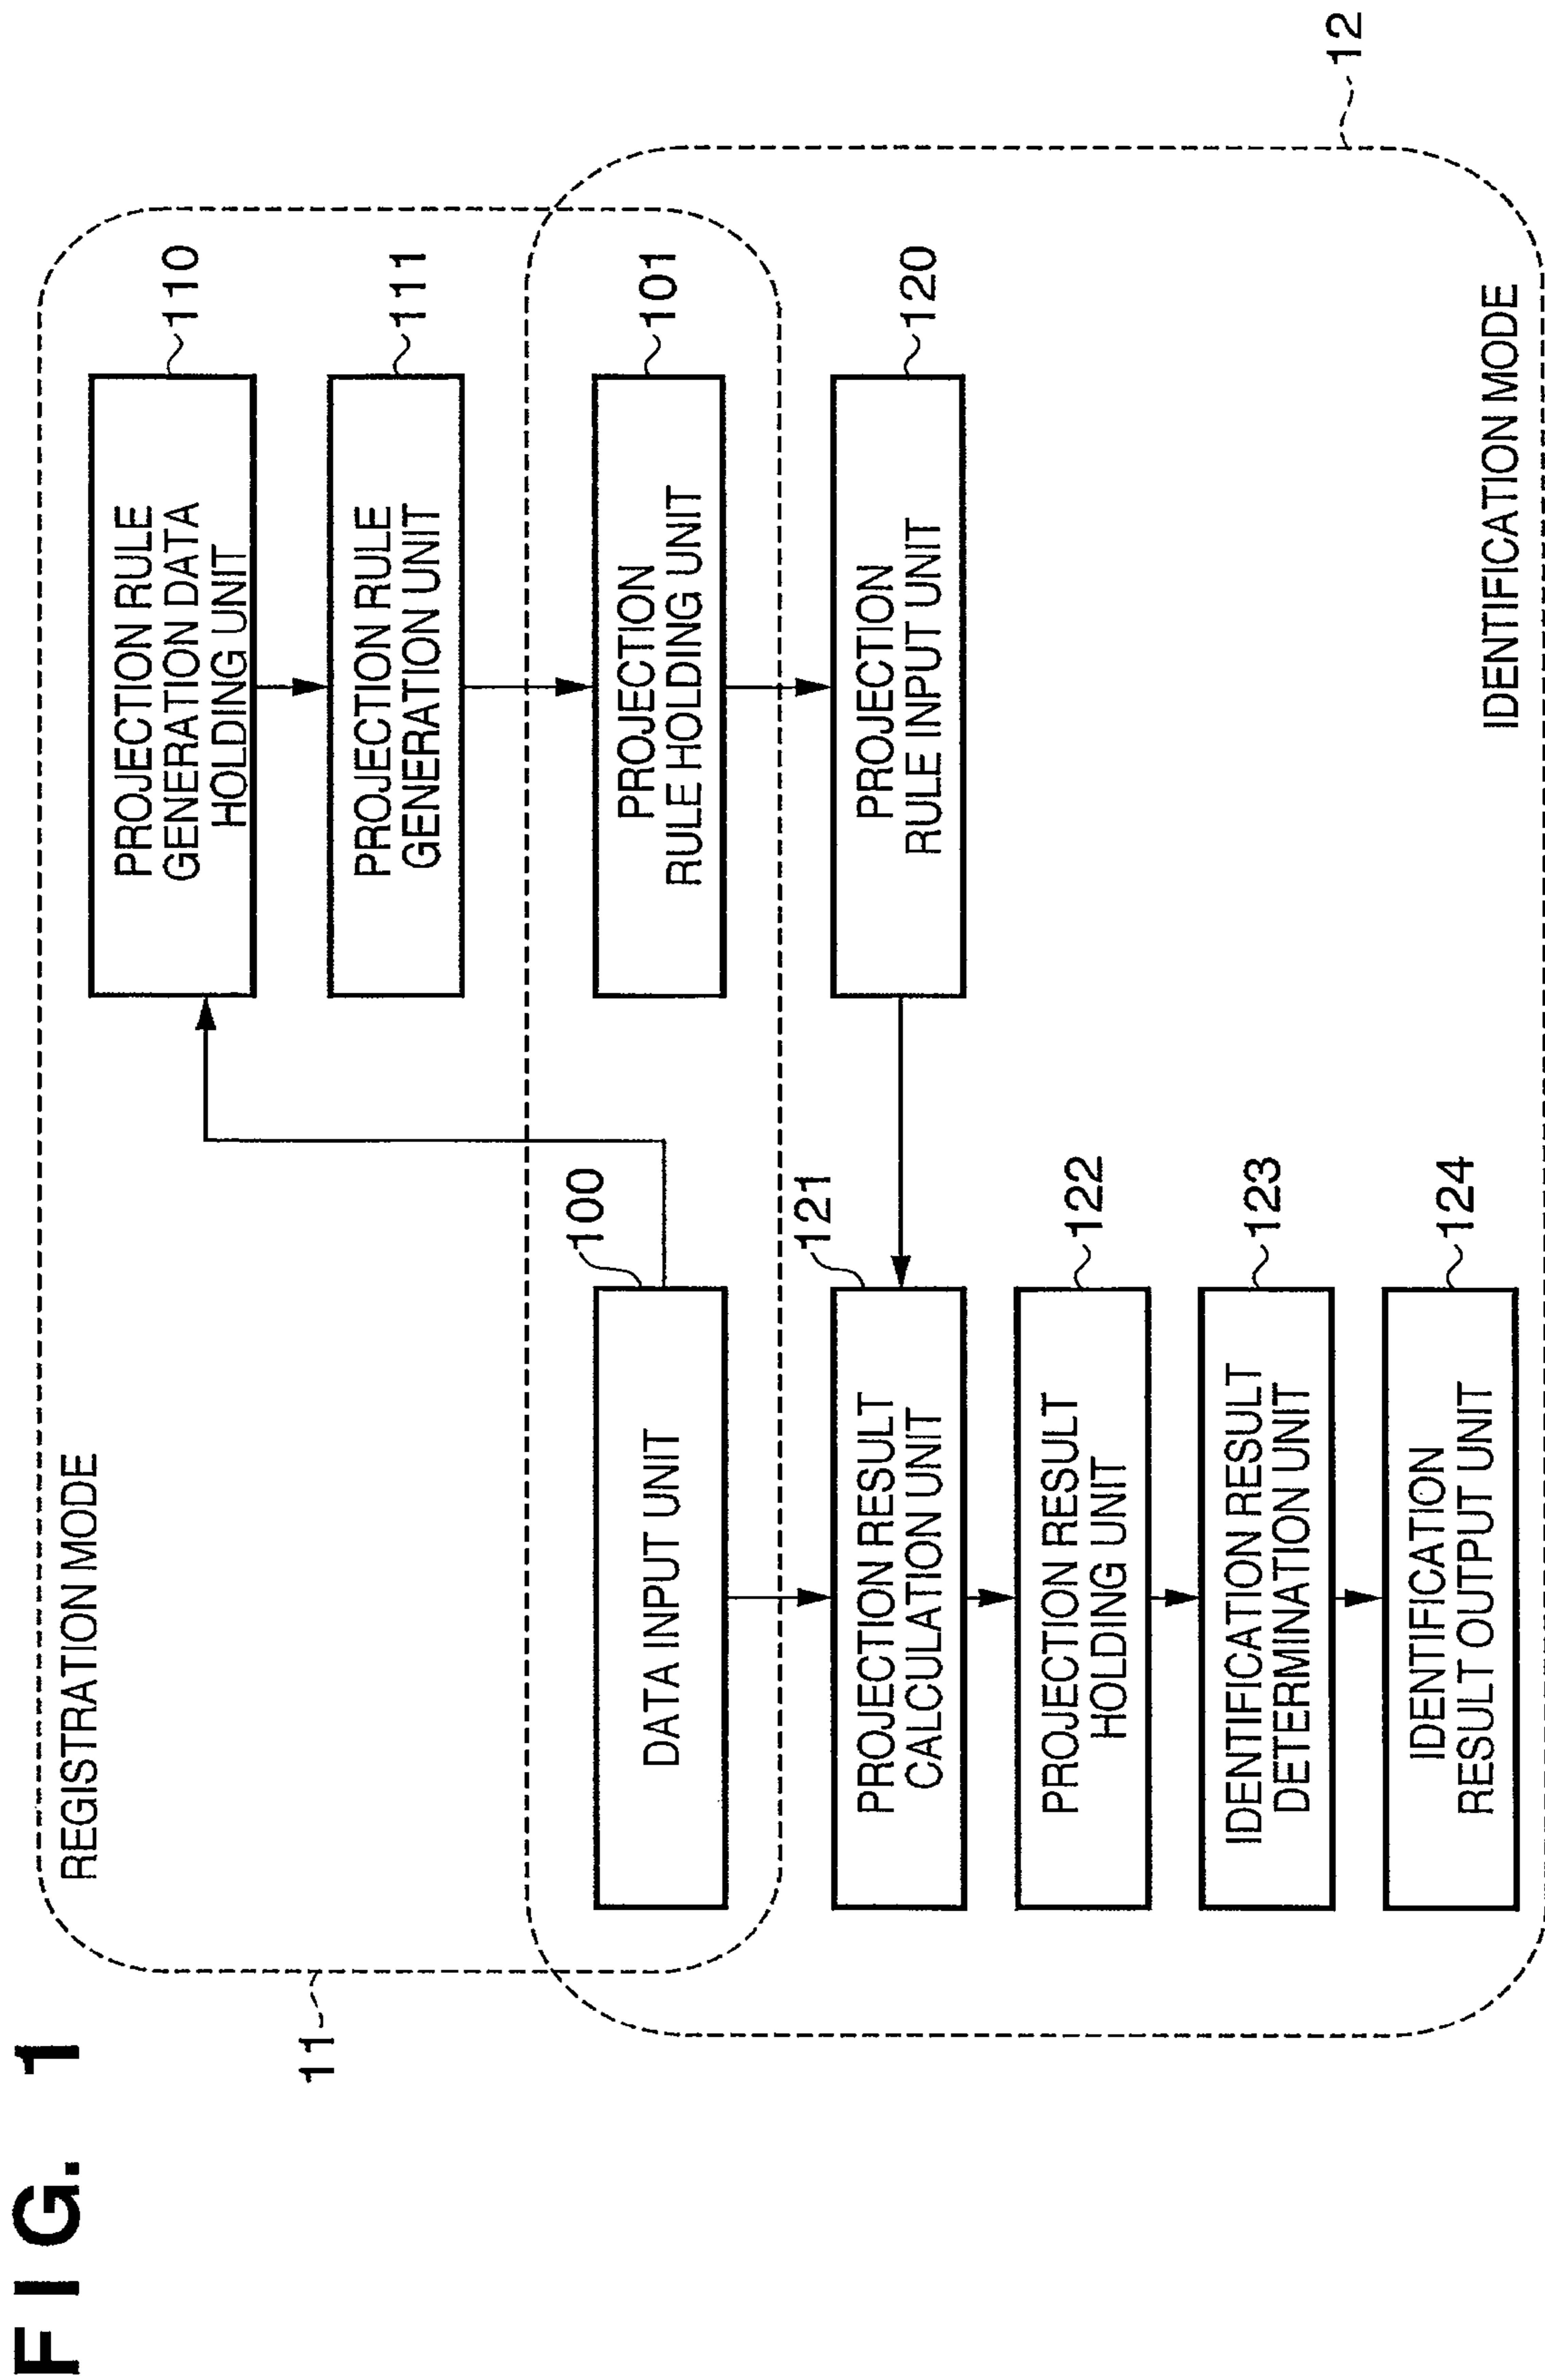 FIG. 1
REGISTRATION MODE
11
12
PROJECTION RULE
GENERATION DATA
HOLDING UNIT
110
PROJECTION RULE
GENERATION UNIT
111
DATA INPUT UNIT
100
PROJECTION
RULE HOLDING UNIT
101
PROJECTION RESULT
CALCULATION UNIT
121
PROJECTION
RULE INPUT UNIT
120
PROJECTION RESULT
HOLDING UNIT
122
IDENTIFICATION RESULT
DETERMINATION UNIT
123
IDENTIFICATION
RESULT OUTPUT UNIT
124
IDENTIFICATION MODE